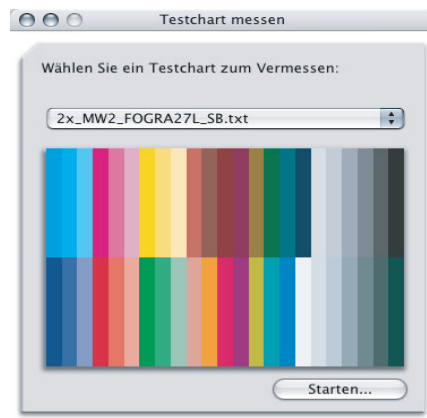 Testchart messen
Wählen Sie ein Testchart zum Vermessen:
2x_MW2_FOGRA27L_SB.txt
Starten...